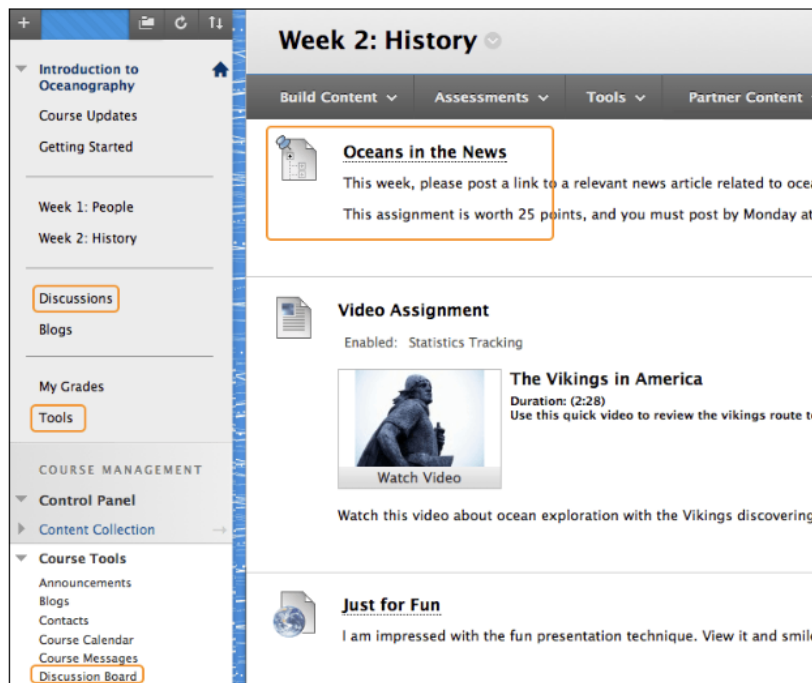 Introduction to
Oceanography
Course Updates
Getting Started
Week 1: People
Week 2: History
Discussions
Blogs
My Grades
Tools
COURSE MANAGEMENT
Control Panel
Content Collection
Course Tools
Announcements
Blogs
Contacts
Course Calendar
Course Messages
Discussion Board
Week 2: History
Build Content Assessments Tools Partner Content
Oceans in the News
This week, please post a link to a relevant news article related to
This assignment is worth 25 points, and you must post by Monday at
Video Assignment
Enabled: Statistics Tracking
The Vikings in America
Duration: (2:28)
Use this quick video to review the vikings route
Watch Video
Watch this video about ocean exploration with the Vikings discovering
Just for Fun
I am impressed with the fun presentation technique. View it and